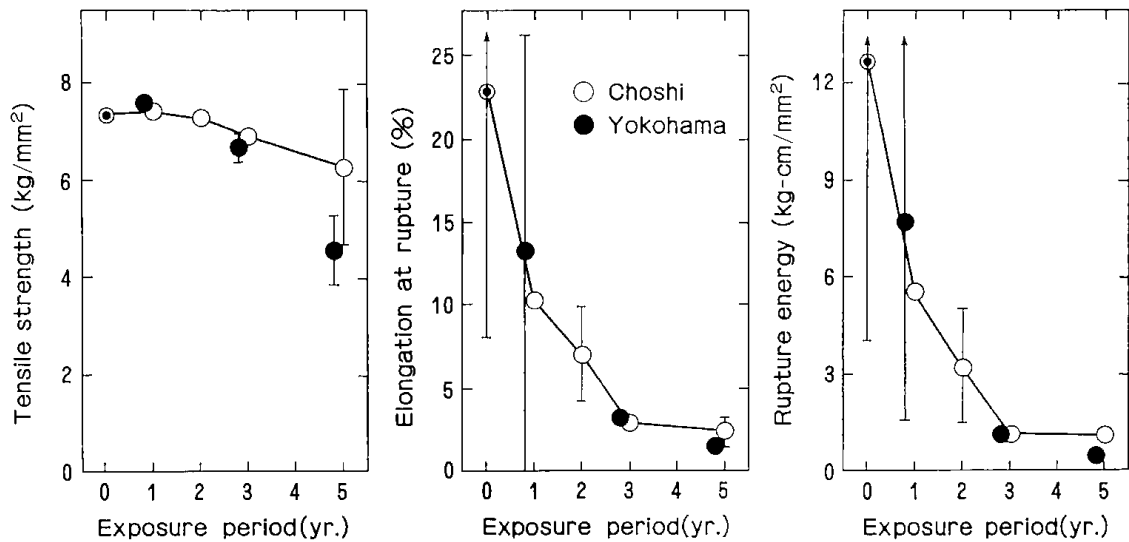 Tensile strength (kg/mm²)
8
6
4
2
0
0 1 2 3 4 5
Exposure period(yr.)
Elongation at rupture (%)
25
20
15
10
5
0
0 1 2 3 4 5
Exposure period(yr.)
Choshi
Yokohama
Rupture energy (kg-cm/mm²)
12
9
6
3
0
0 1 2 3 4 5
Exposure period(yr.)